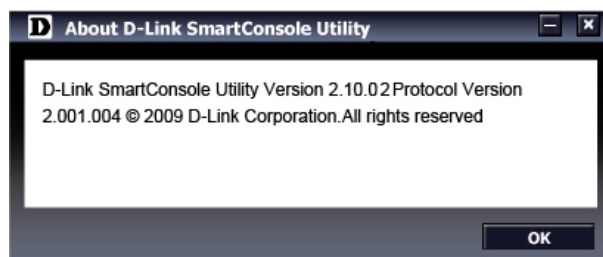 D About D-Link SmartConsole Utility
D-Link SmartConsole Utility Version 2.10.02 Protocol Version
2.001.004 © 2009 D-Link Corporation.All rights reserved
OK